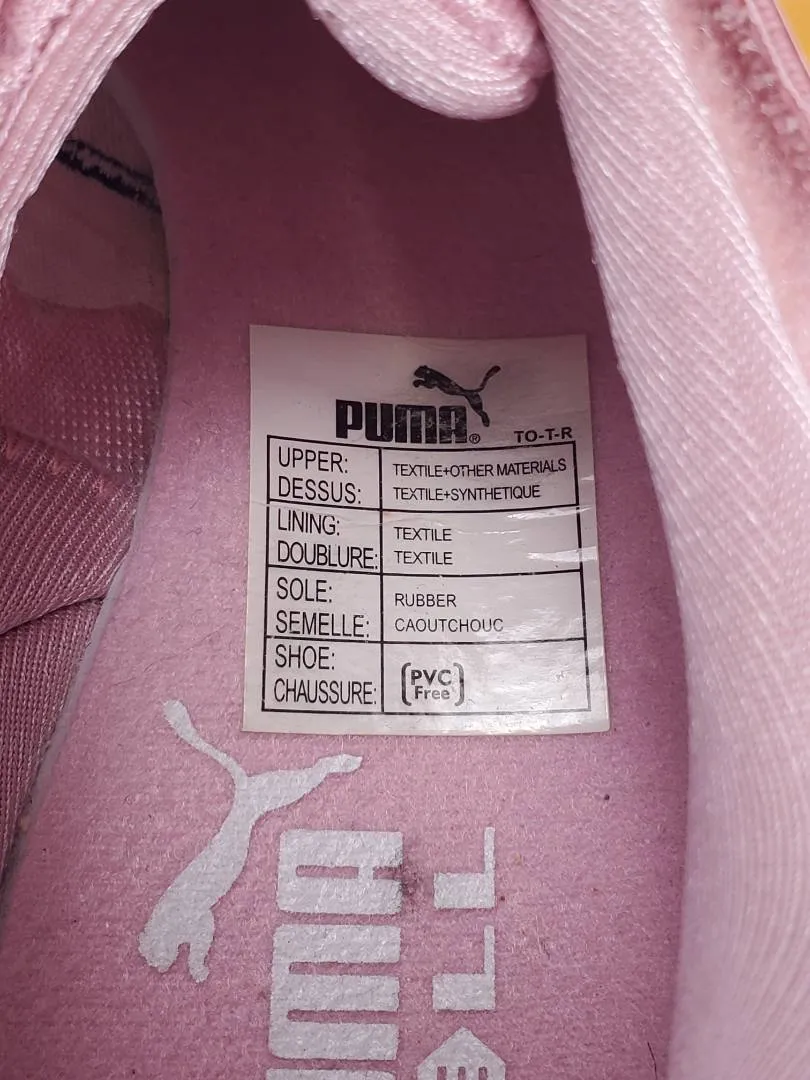 PUMA®
TO-T-R
UPPER: TEXTILE+OTHER MATERIALS
DESSUS: TEXTILE+SYNTHETIQUE
LINING: TEXTILE
DOUBLURE: TEXTILE
SOLE: RUBBER
SEMELLE: CAOUTCHOUC
SHOE:
CHAUSSURE:
PVC
Free